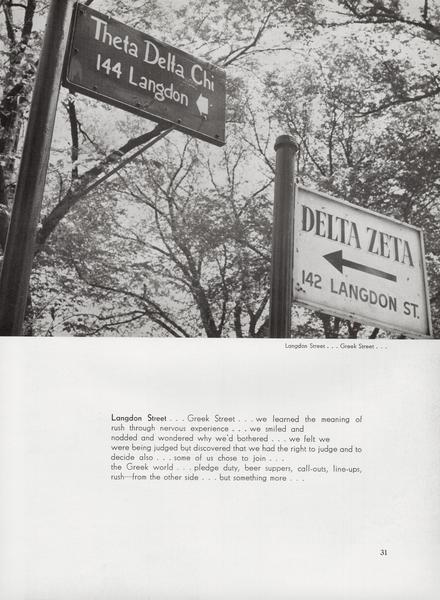 Theta Delta Chi
144 Langdon
DELTA ZETA
142 LANGDON ST.
Langdon Street . . . Greek Street . . .
Langdon Street . . . Greek Street . . . we learned the meaning of
rush through nervous experience . . . we smiled and
nodded and wondered why we'd bothered . . . we felt we
were being judged but discovered that we had the right to judge and to
decide also . . . some of us chose to join . . .
the Greek world . . . pledge duty, beer suppers, call-outs, line-ups,
rush—from the other side . . . but something more . . .
31